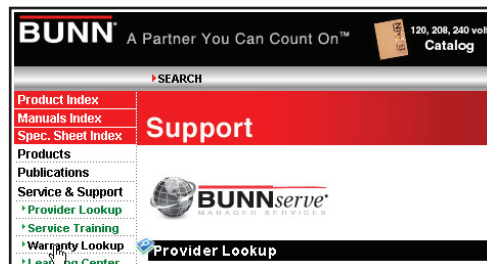 BUNN® A Partner You Can Count On™
120, 208, 240 vol
Catalog
SEARCH
Product Index
Manuals Index
Spec. Sheet Index
Support
Products
Publications
Service & Support
BUNNserve®
MANAGED SERVICES
Provider Lookup
Service Training
Warranty Lookup
Provider Lookup
Center